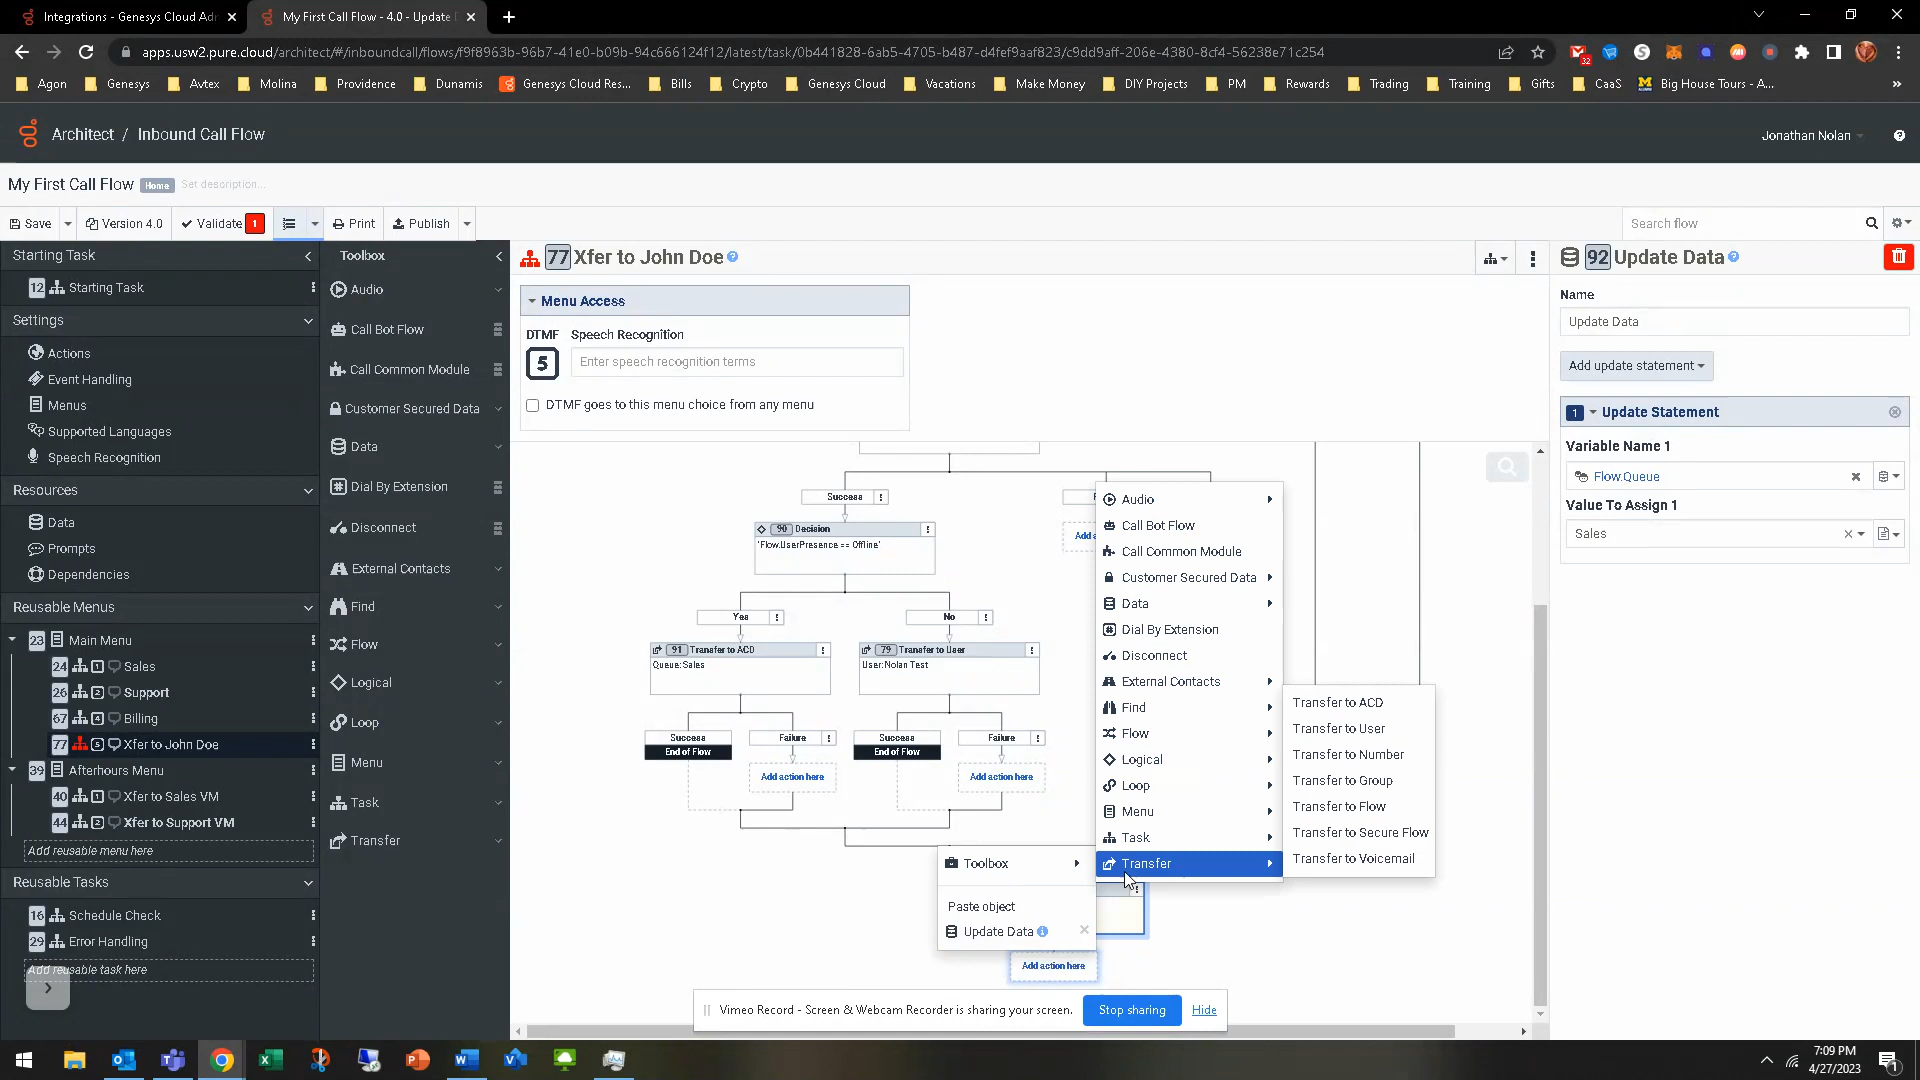 Integrations - Genesys Cloud Adr
My First Call Flow - 4.0 - Update
apps.usw2.pure.cloud/architect/#/inboundcall/flows/f9f8963b-96b7-41e0-b09b-94c666124f12/latest/task/0b441828-6ab5-4705-b487-d4fef9aaf823/c9dd9aff-206e-4380-8cf4-56238e71c254
32
Agon Genesys Avtex Molina Providence Dunamis Genesys Cloud Res... Bills Crypto Genesys Cloud Vacations Make Money DIY Projects PM Rewards Trading Training Gifts CaaS Big House Tours - A...
Architect / Inbound Call Flow
Jonathan Nolan
My First Call Flow Home Set description...
Save Version 4.0 Validate 1 Print Publish
Search flow
Starting Task
12 Starting Task
Settings
Actions
Event Handling
Menus
Supported Languages
Speech Recognition
Resources
Data
Prompts
Dependencies
Reusable Menus
23 Main Menu
24 1 Sales
26 2 Support
67 4 Billing
77 5 Xfer to John Doe
39 Afterhours Menu
40 1 Xfer to Sales VM
44 2 Xfer to Support VM
Add reusable menu here
Reusable Tasks
16 Schedule Check
29 Error Handling
Add reusable task here
Toolbox
Audio
Call Bot Flow
Call Common Module
Customer Secured Data
Data
Dial By Extension
Disconnect
External Contacts
Find
Flow
Logical
Loop
Menu
Task
Transfer
77 Xfer to John Doe
Menu Access
DTMF Speech Recognition
5 Enter speech recognition terms
DTMF goes to this menu choice from any menu
Success
90 Decision
'Flow.UserPresence == Offline'
Yes
No
91 Transfer to ACD
Queue:Sales
79 Transfer to User
User:Nolan Test
Success
End of Flow
Failure
Add action here
Success
End of Flow
Failure
Add action here
Toolbox
Paste object
Update Data
Add action here
Audio
Call Bot Flow
Call Common Module
Customer Secured Data
Data
Dial By Extension
Disconnect
External Contacts
Find
Flow
Logical
Loop
Menu
Task
Transfer
Transfer to ACD
Transfer to User
Transfer to Number
Transfer to Group
Transfer to Flow
Transfer to Secure Flow
Transfer to Voicemail
92 Update Data
Name
Update Data
Add update statement
1 Update Statement
Variable Name 1
Flow.Queue
Value To Assign 1
Sales
Vimeo Record - Screen & Webcam Recorder is sharing your screen. Stop sharing Hide
7:09 PM
4/27/2023
1